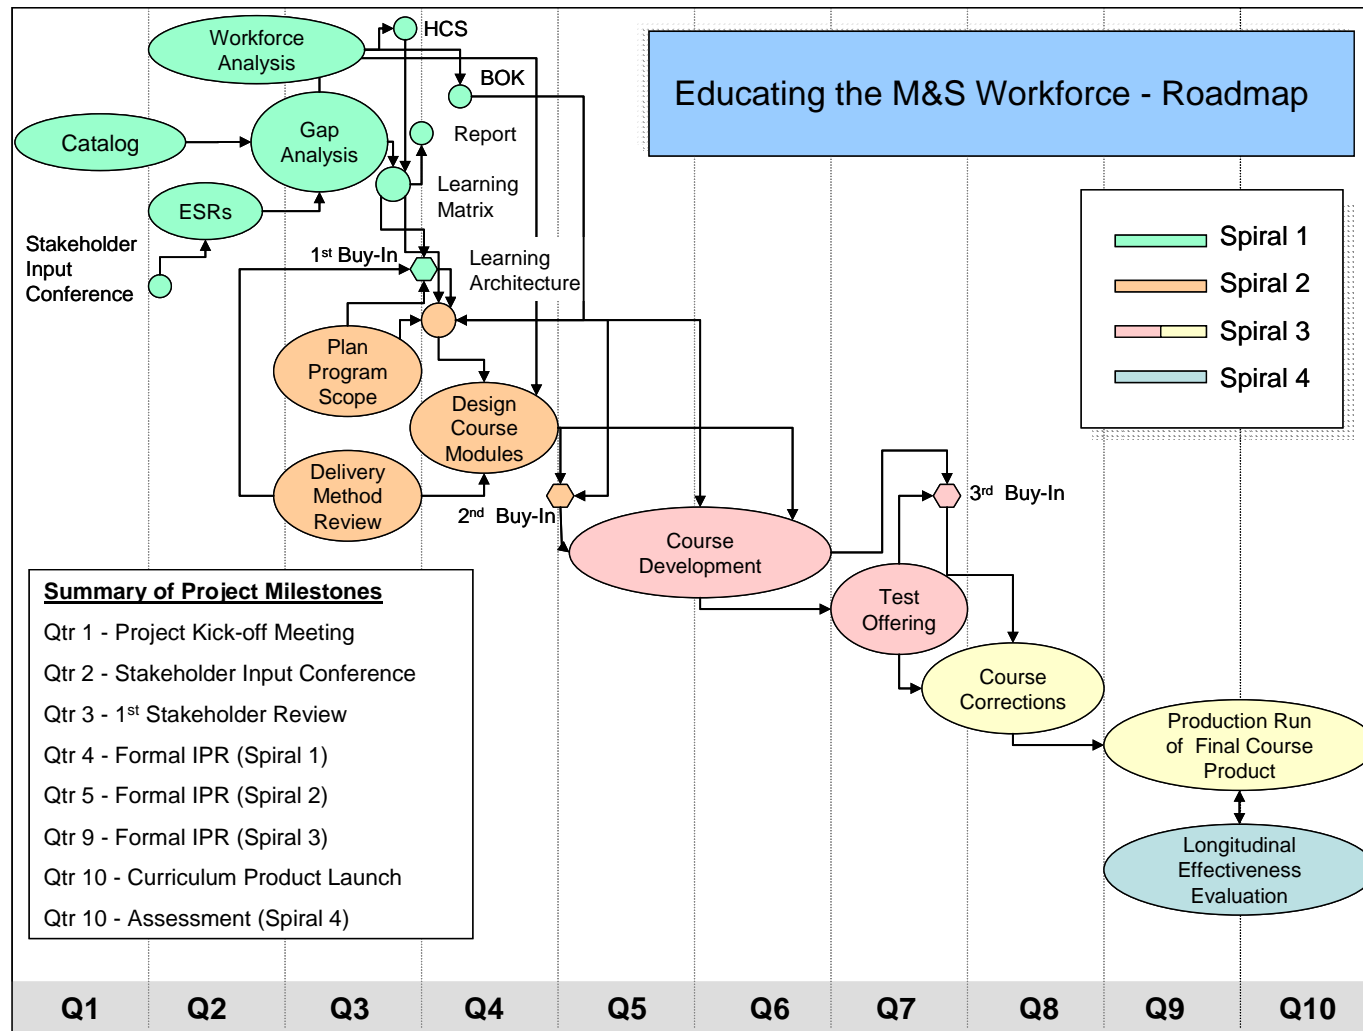 Educating the M&S Workforce - Roadmap
Workforce
Analysis
HCS
BOK
Catalog
Gap
Analysis
Report
Learning
Matrix
ESRs
Stakeholder
Input
Conference
1st Buy-In
Learning
Architecture
Plan
Program
Scope
Design
Course
Modules
Delivery
Method
Review
2nd Buy-In
Course
Development
3rd Buy-In
Test
Offering
Course
Corrections
Production Run
of Final Course
Product
Longitudinal
Effectiveness
Evaluation
Spiral 1
Spiral 2
Spiral 3
Spiral 4
Summary of Project Milestones
Qtr 1 - Project Kick-off Meeting
Qtr 2 - Stakeholder Input Conference
Qtr 3 - 1st Stakeholder Review
Qtr 4 - Formal IPR (Spiral 1)
Qtr 5 - Formal IPR (Spiral 2)
Qtr 9 - Formal IPR (Spiral 3)
Qtr 10 - Curriculum Product Launch
Qtr 10 - Assessment (Spiral 4)
Q1 Q2 Q3 Q4 Q5 Q6 Q7 Q8 Q9 Q10